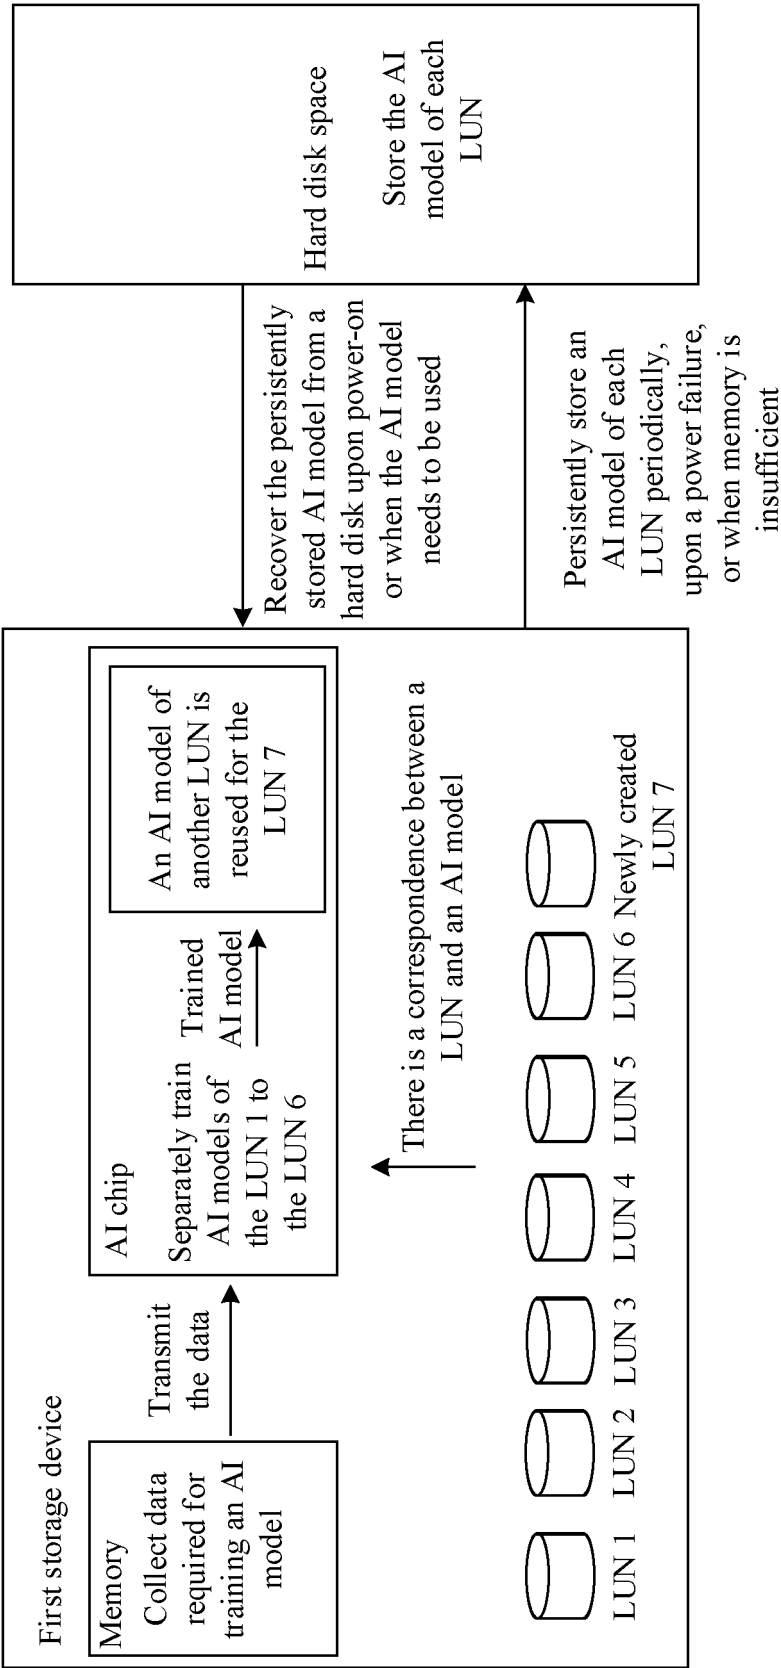 First storage device
Memory
Collect data
required for
training an AI
model
Transmit
the data
AI chip
Separately train
AI models of
the LUN 1 to
the LUN 6
Trained
AI model
An AI model of
another LUN is
reused for the
LUN 7
There is a correspondence between a
LUN and an AI model
LUN 1
LUN 2
LUN 3
LUN 4
LUN 5
LUN 6
Newly created
LUN 7
Recover the persistently
stored AI model from a
hard disk upon power-on
or when the AI model
needs to be used
Persistently store an
AI model of each
LUN periodically,
upon a power failure,
or when memory is
insufficient
Hard disk space
Store the AI
model of each
LUN